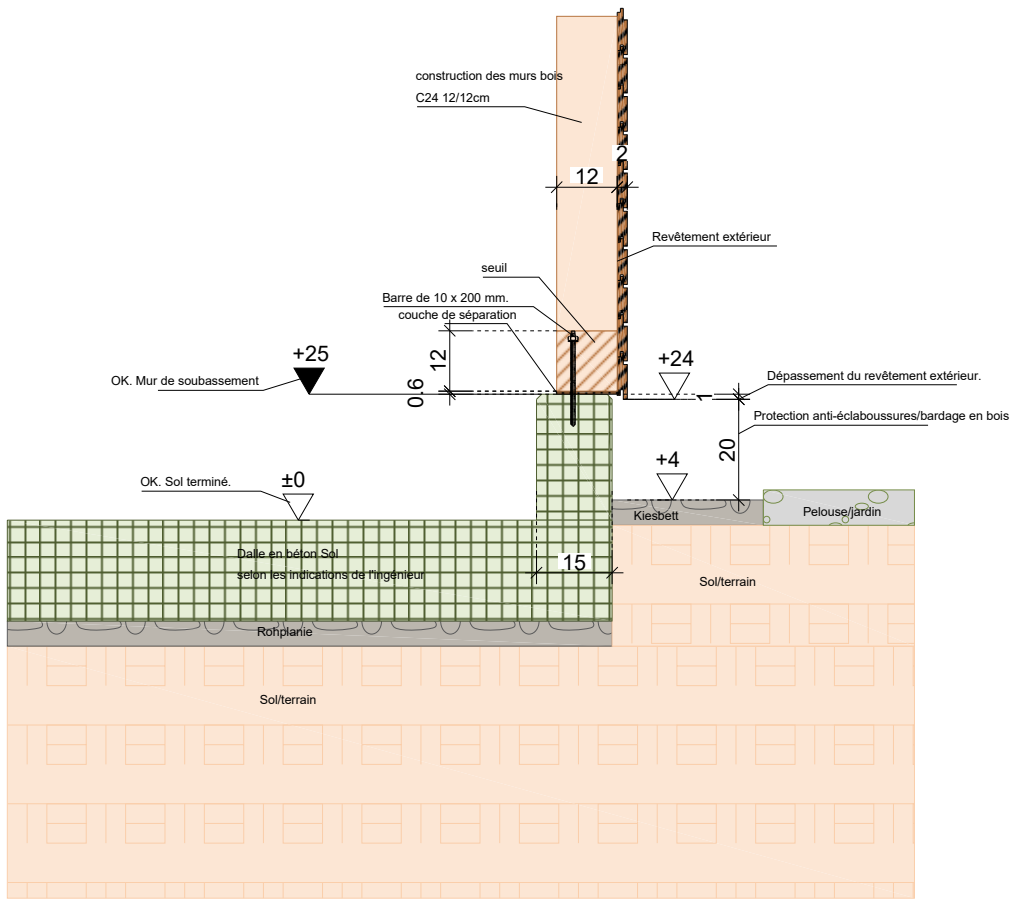 construction des murs bois
C24 12/12cm
2
12
Revêtement extérieur
seuil
Barre de 10 x 200 mm.
couche de séparation
+25
12
+24
OK. Mur de soubassement
0.6
1
Dépassement du revêtement extérieur.
Protection anti-éclaboussures/bardage en bois
20
+4
OK. Sol terminé.
±0
Kiesbett
Pelouse/jardin
Dalle en béton Sol
selon les indications de l'ingénieur
15
Sol/terrain
Rohplanie
Sol/terrain